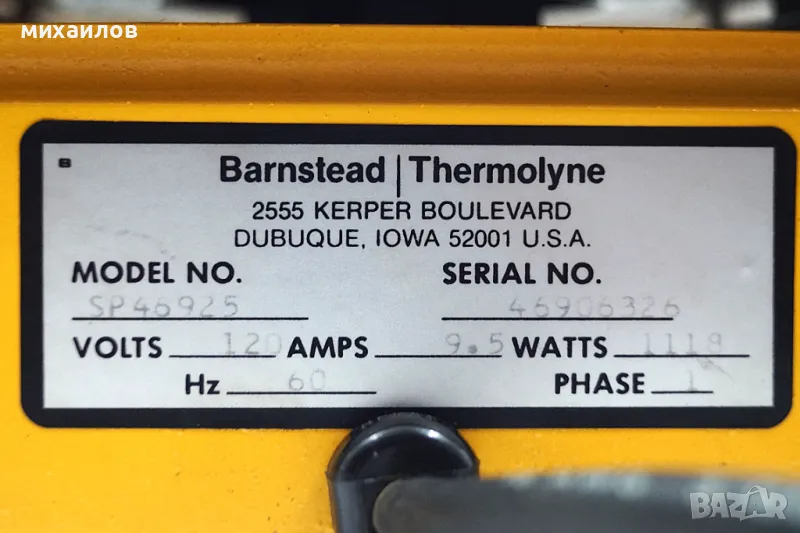 михаилов
B
Barnstead | Thermolyne
2555 KERPER BOULEVARD
DUBUQUE, IOWA 52001 U.S.A.
MODEL NO. SERIAL NO.
SP46925 46906326
VOLTS 120 AMPS 9.5 WATTS 1118
Hz 60 PHASE 1
BAZAR